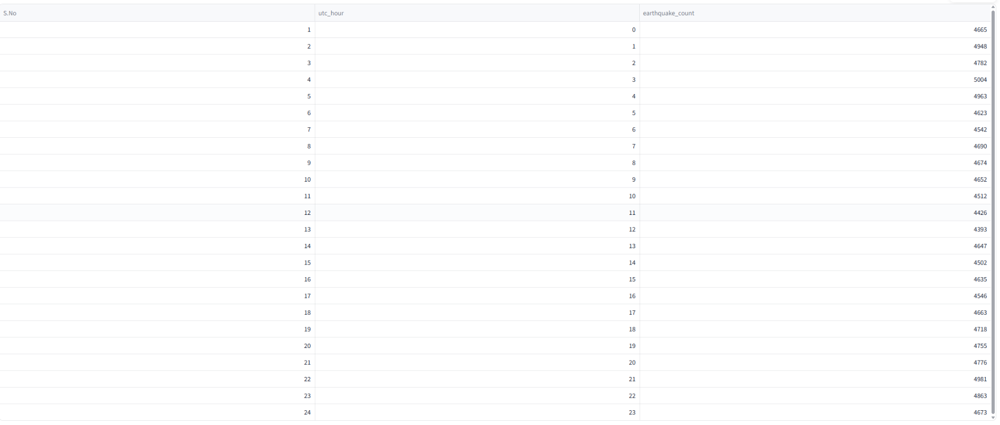 S.No utc_hour earthquake_count
1 0 4665
2 1 4948
3 2 4782
4 3 5004
5 4 4963
6 5 4623
7 6 4542
8 7 4690
9 8 4674
10 9 4652
11 10 4512
12 11 4426
13 12 4393
14 13 4647
15 14 4502
16 15 4635
17 16 4546
18 17 4663
19 18 4718
20 19 4755
21 20 4776
22 21 4981
23 22 4863
24 23 4673